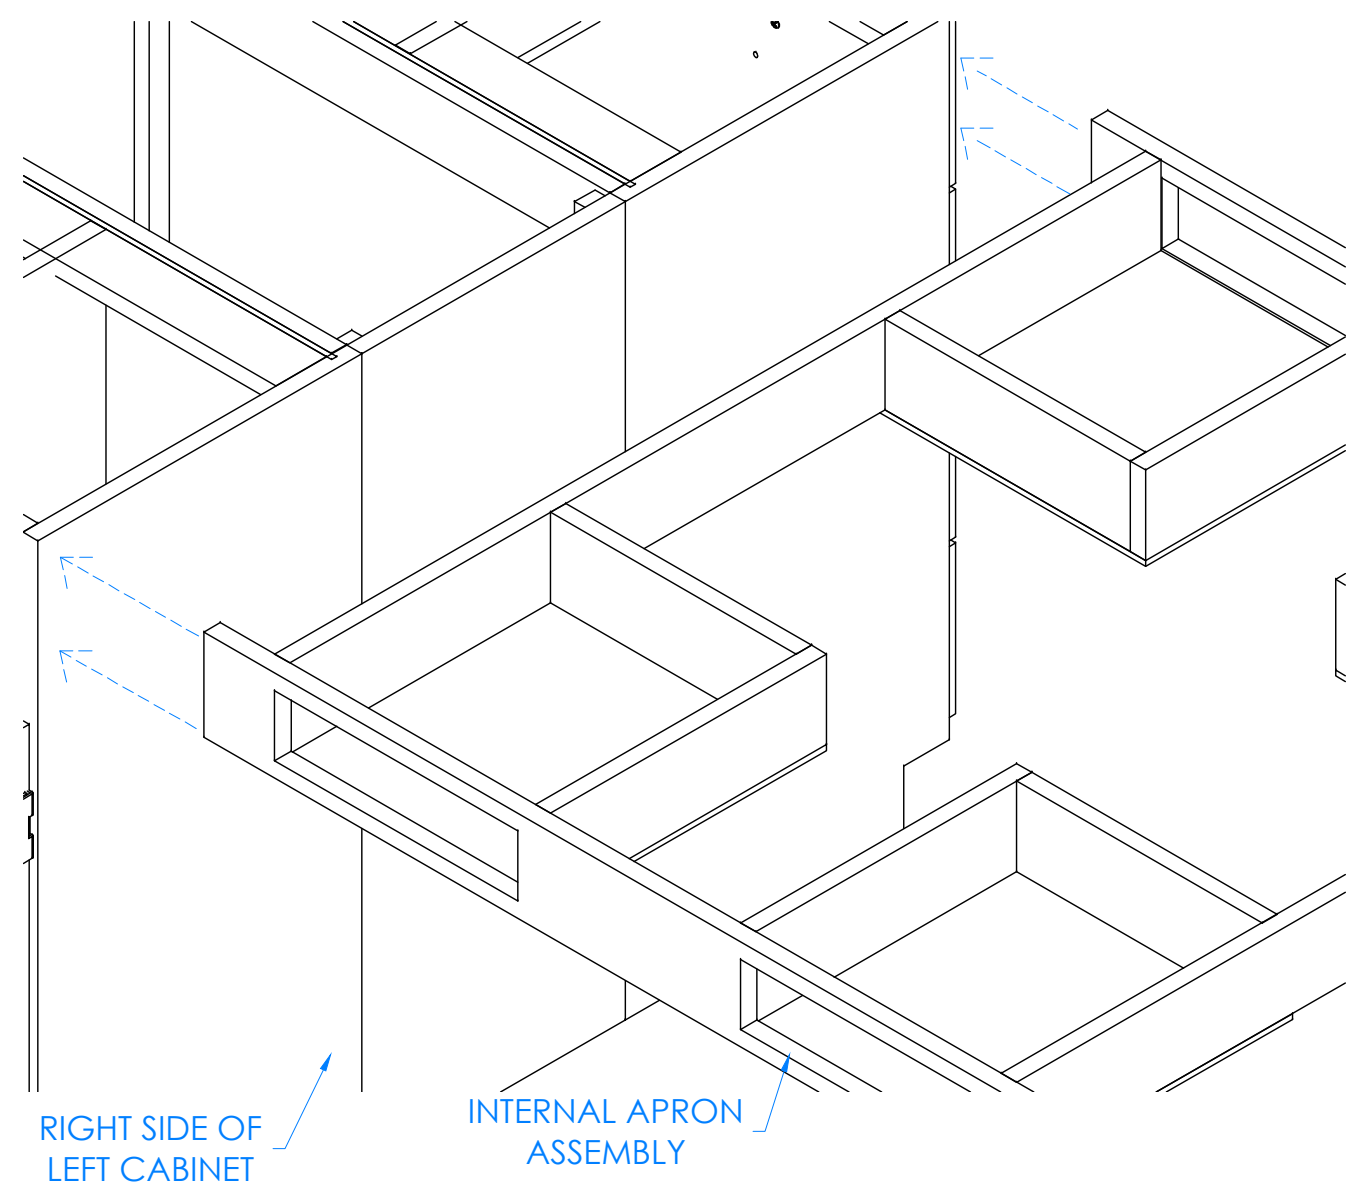 RIGHT SIDE OF
LEFT CABINET
INTERNAL APRON
ASSEMBLY